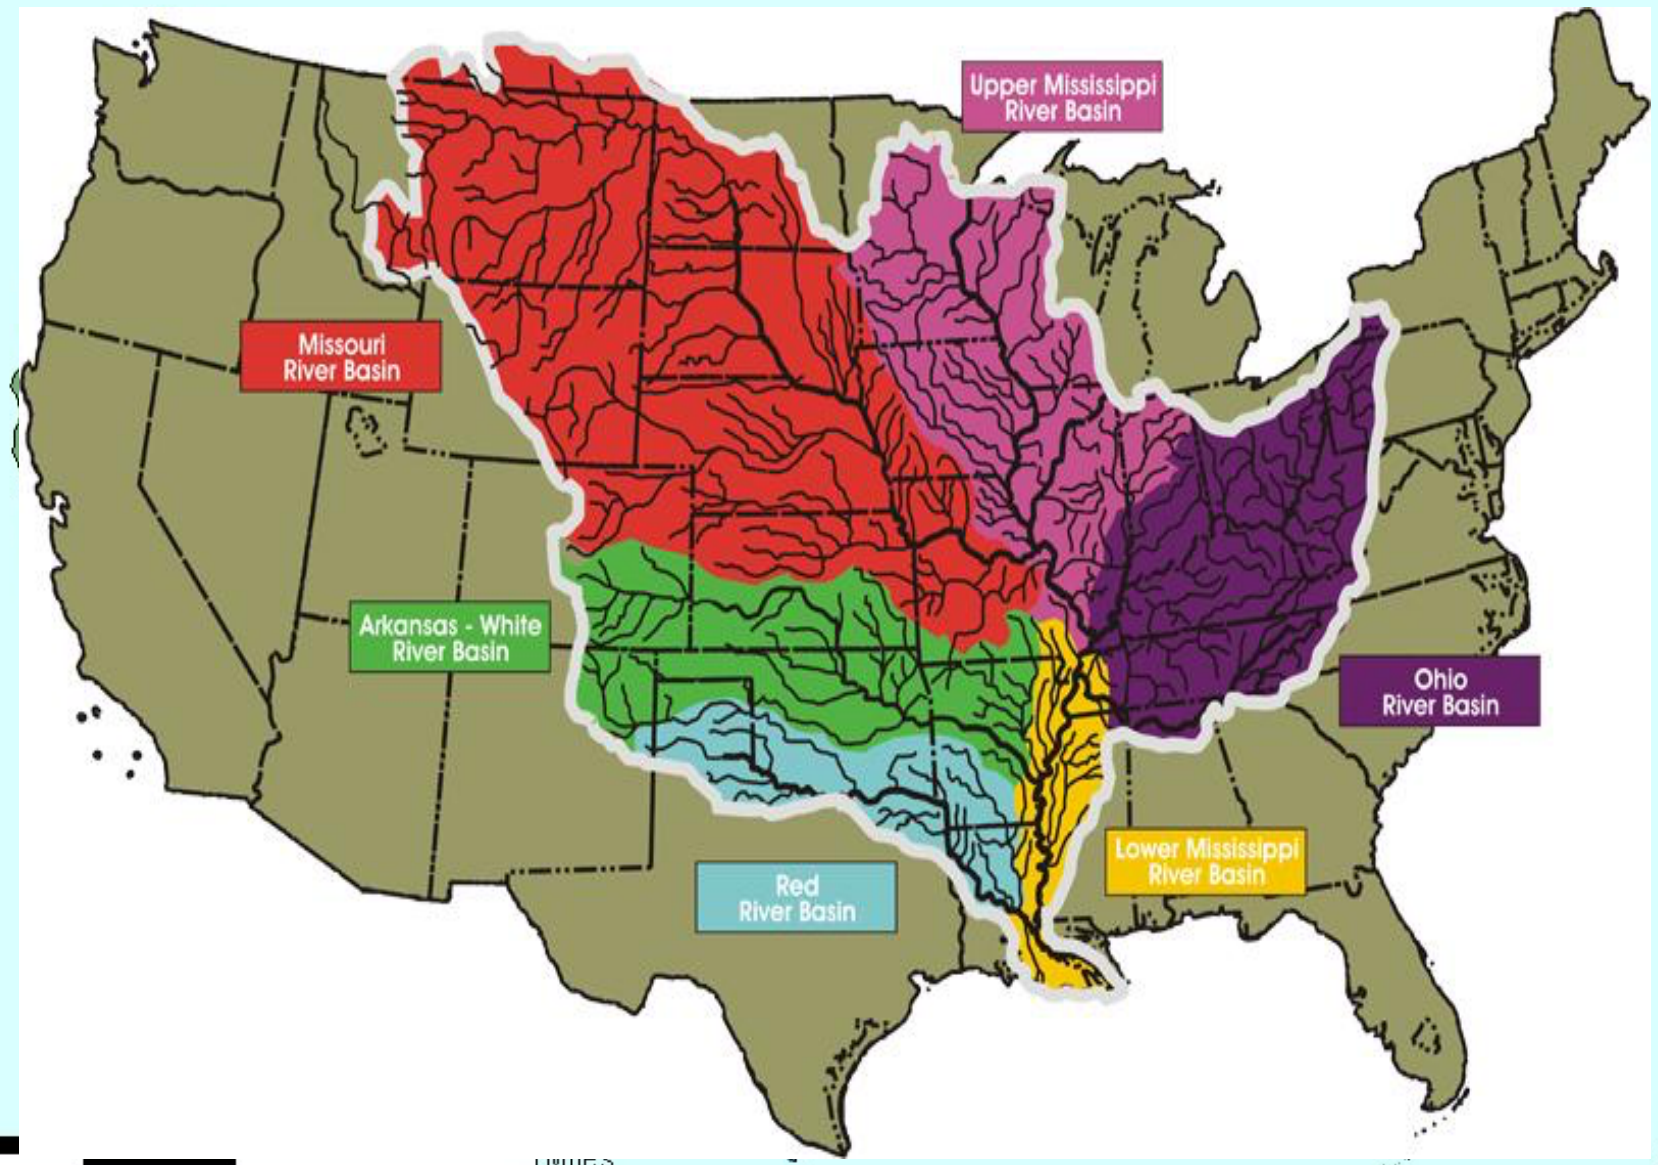 Upper Mississippi
River Basin
Missouri
River Basin
Arkansas - White
River Basin
Ohio
River Basin
Lower Mississippi
River Basin
Red
River Basin